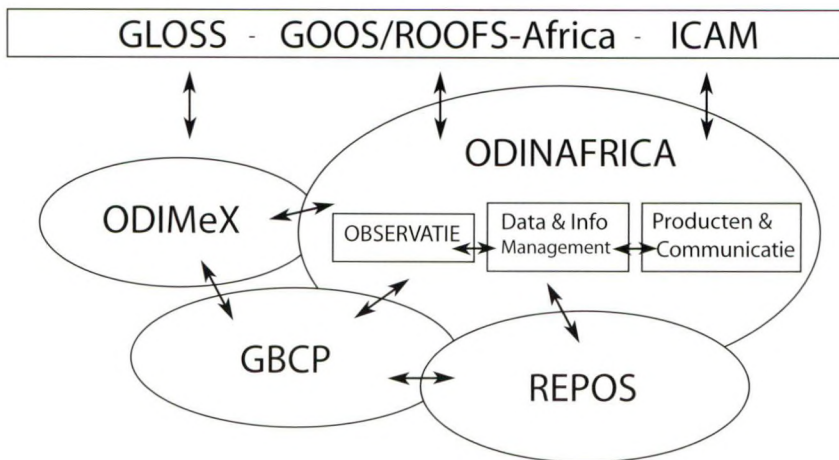 GLOSS - GOOS/ROOFS-Africa - ICAM
ODINAFRICA
ODIMeX
OBSERVATIE
Data & Info
Management
Producten &
Communicatie
GBCP
REPOS